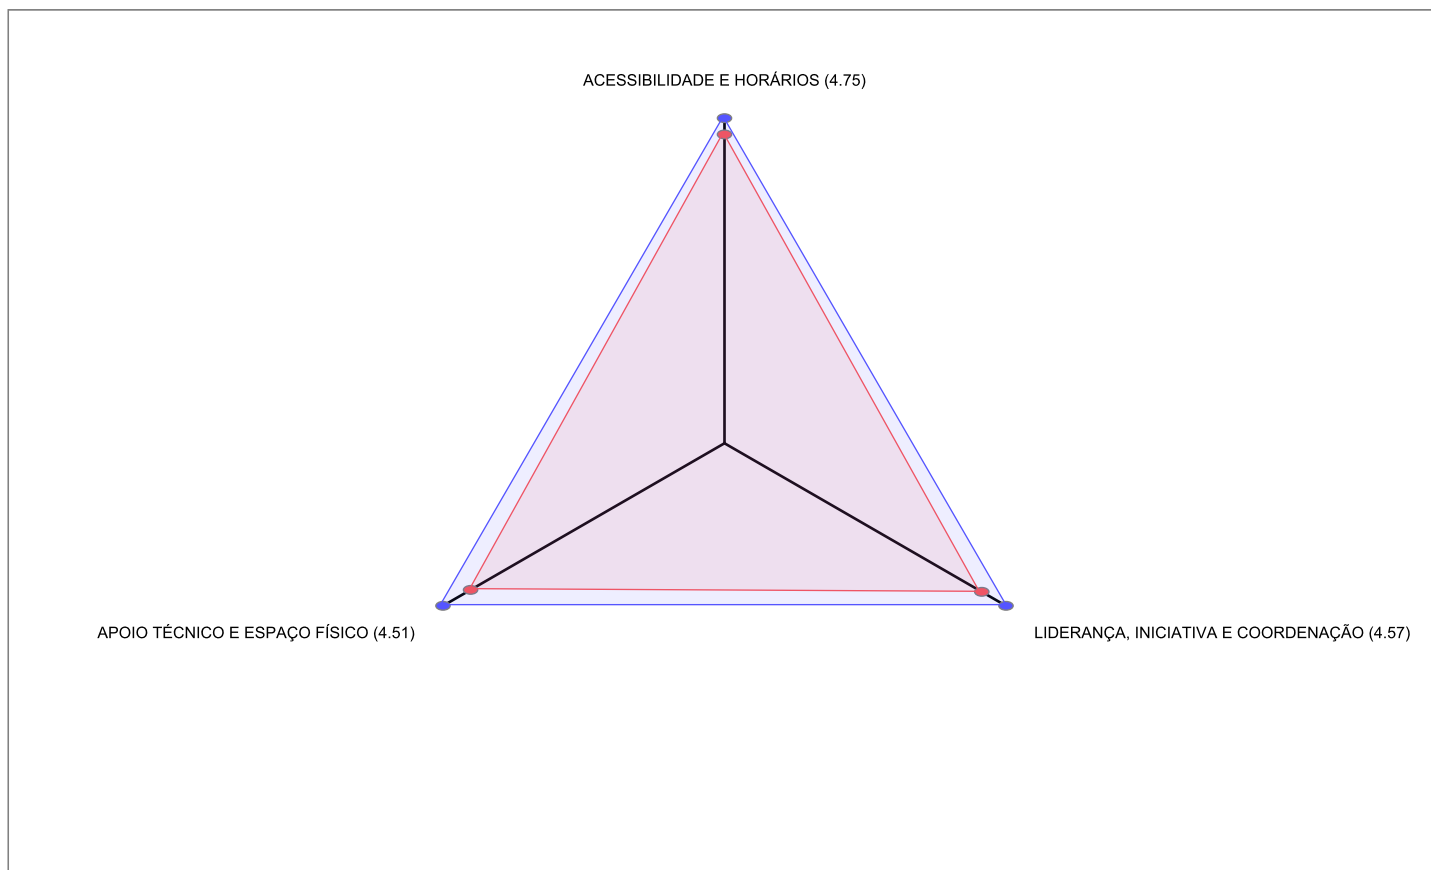 ACESSIBILIDADE E HORÁRIOS (4.75)
APOIO TÉCNICO E ESPAÇO FÍSICO (4.51)
LIDERANÇA, INICIATIVA E COORDENAÇÃO (4.57)